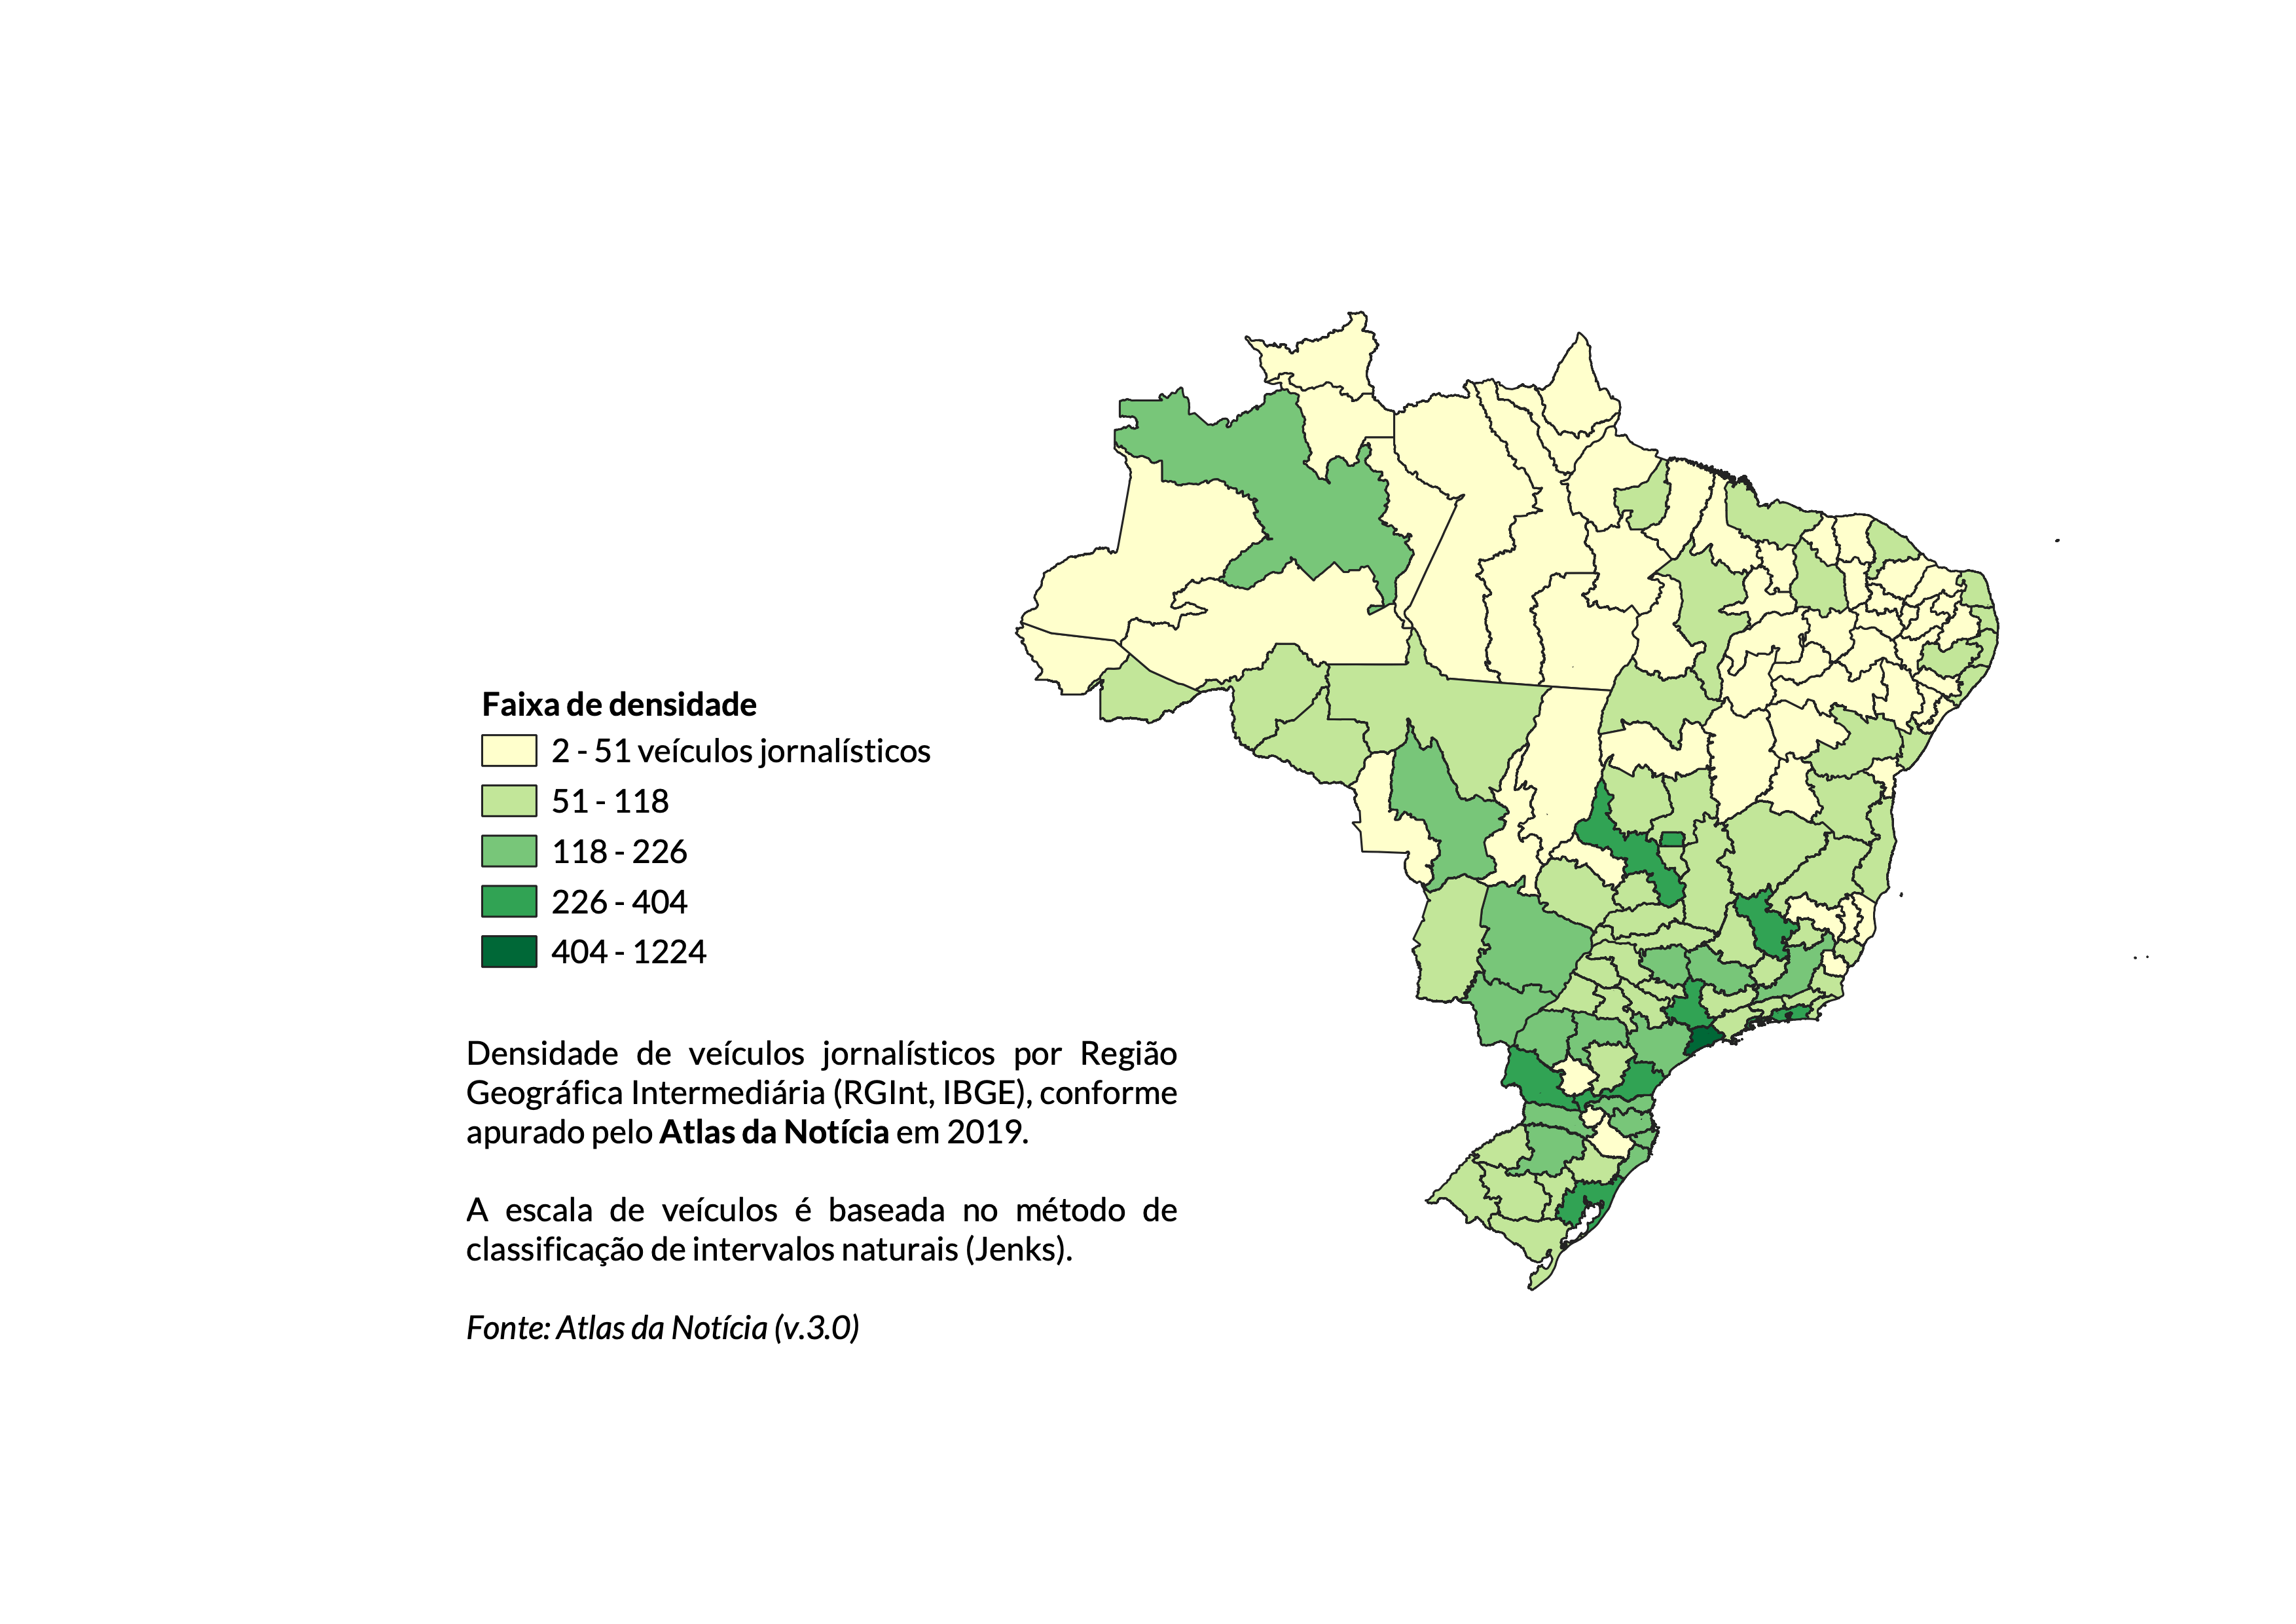 Faixa de densidade
2 - 51 veículos jornalísticos
51 - 118
118 - 226
226 - 404
404 - 1224
Densidade de veículos jornalísticos por Região
Geográfica Intermediária (RGInt, IBGE), conforme
apurado pelo Atlas da Notícia em 2019.
A escala de veículos é baseada no método de
classificação de intervalos naturais (Jenks).
Fonte: Atlas da Notícia (v.3.0)